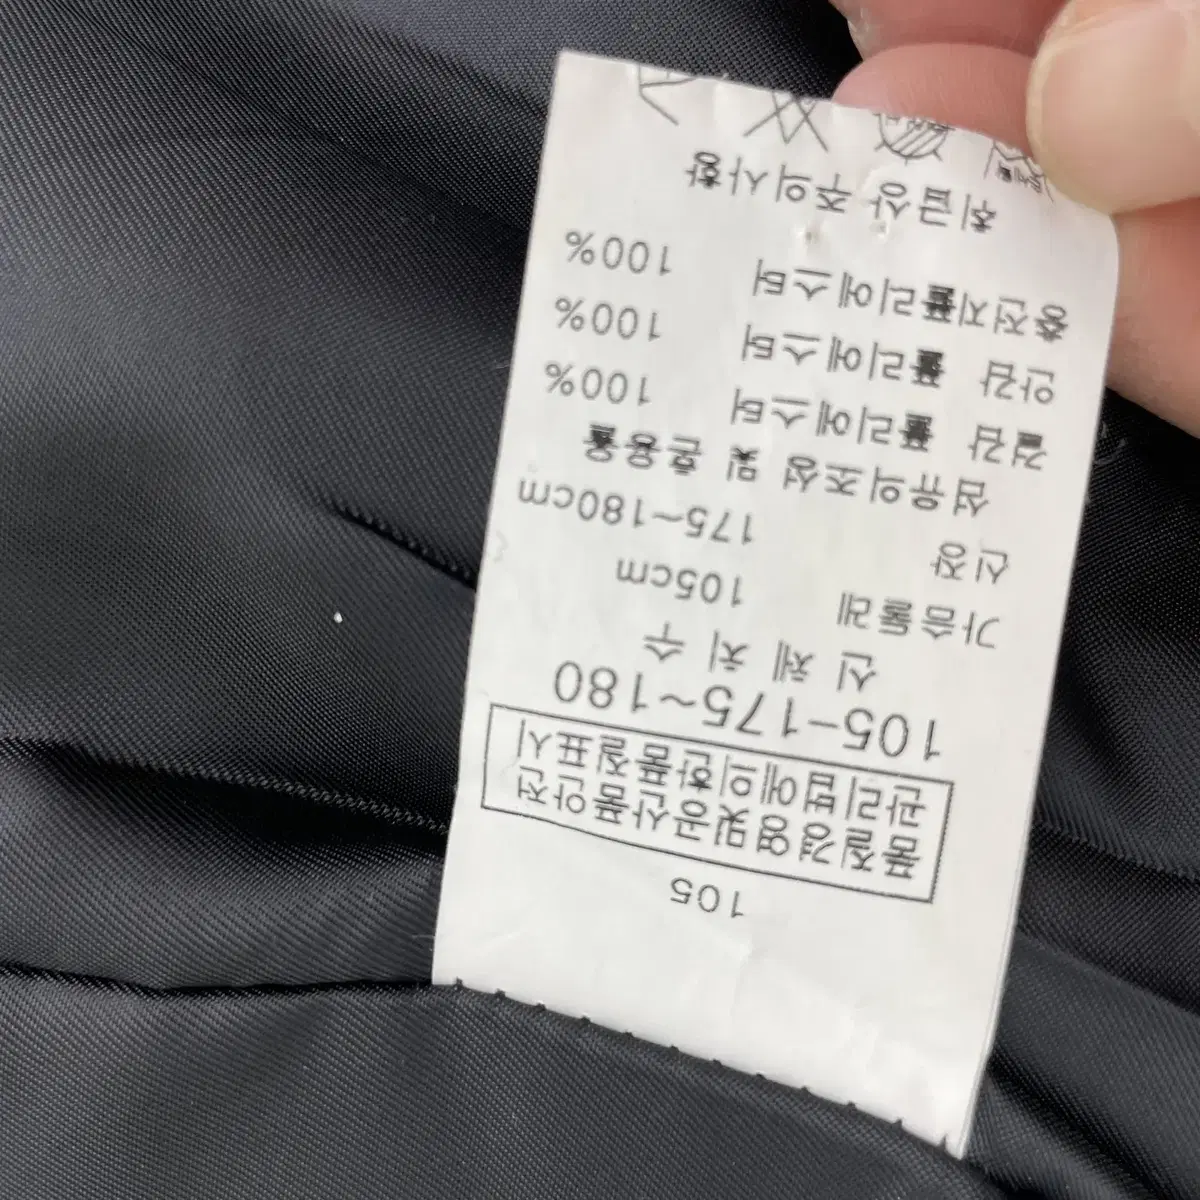 105
품질경영및공산품안전
관리법에의한품질표시
105-175~180
신 체 치 수
가슴둘레 105cm
신장 175~180cm
섬유의조성 및 혼용율
겉감 폴리에스터 100%
안감 폴리에스터 100%
충전지폴리에스터 100%
취급상 주의사항